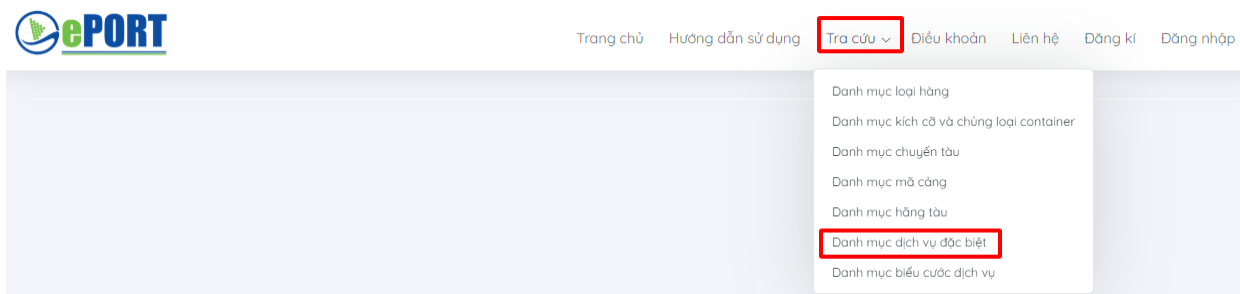 ePORT
Trang chủ Hướng dẫn sử dụng Tra cứu Điều khoản Liên hệ Đăng kí Đăng nhập
Danh mục loại hàng
Danh mục kích cỡ và chủng loại container
Danh mục chuyến tàu
Danh mục mã cảng
Danh mục hãng tàu
Danh mục dịch vụ đặc biệt
Danh mục biểu cước dịch vụ